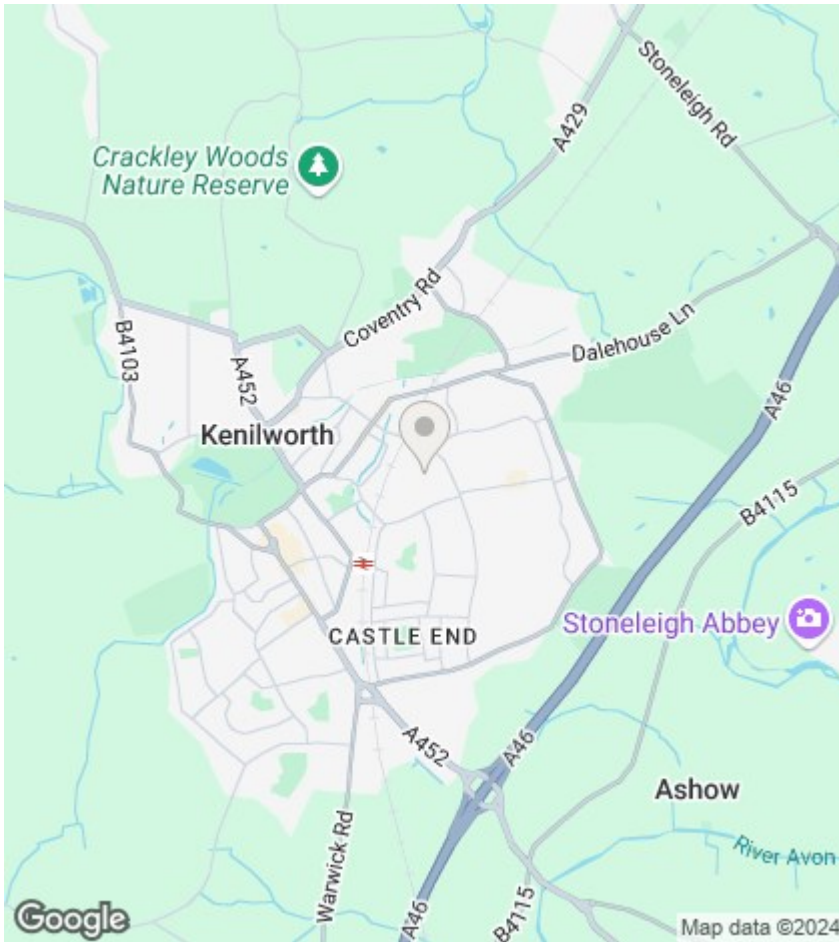 Stoneleigh Rd
A429
Crackley Woods
Nature Reserve
Coventry Rd
Dalehouse Ln
B4103
A452
A46
Kenilworth
B4115
CASTLE END
Stoneleigh Abbey
A452
A46
Ashow
Warwick Rd
River Avon
A46
B4115
Google
Map data ©2024